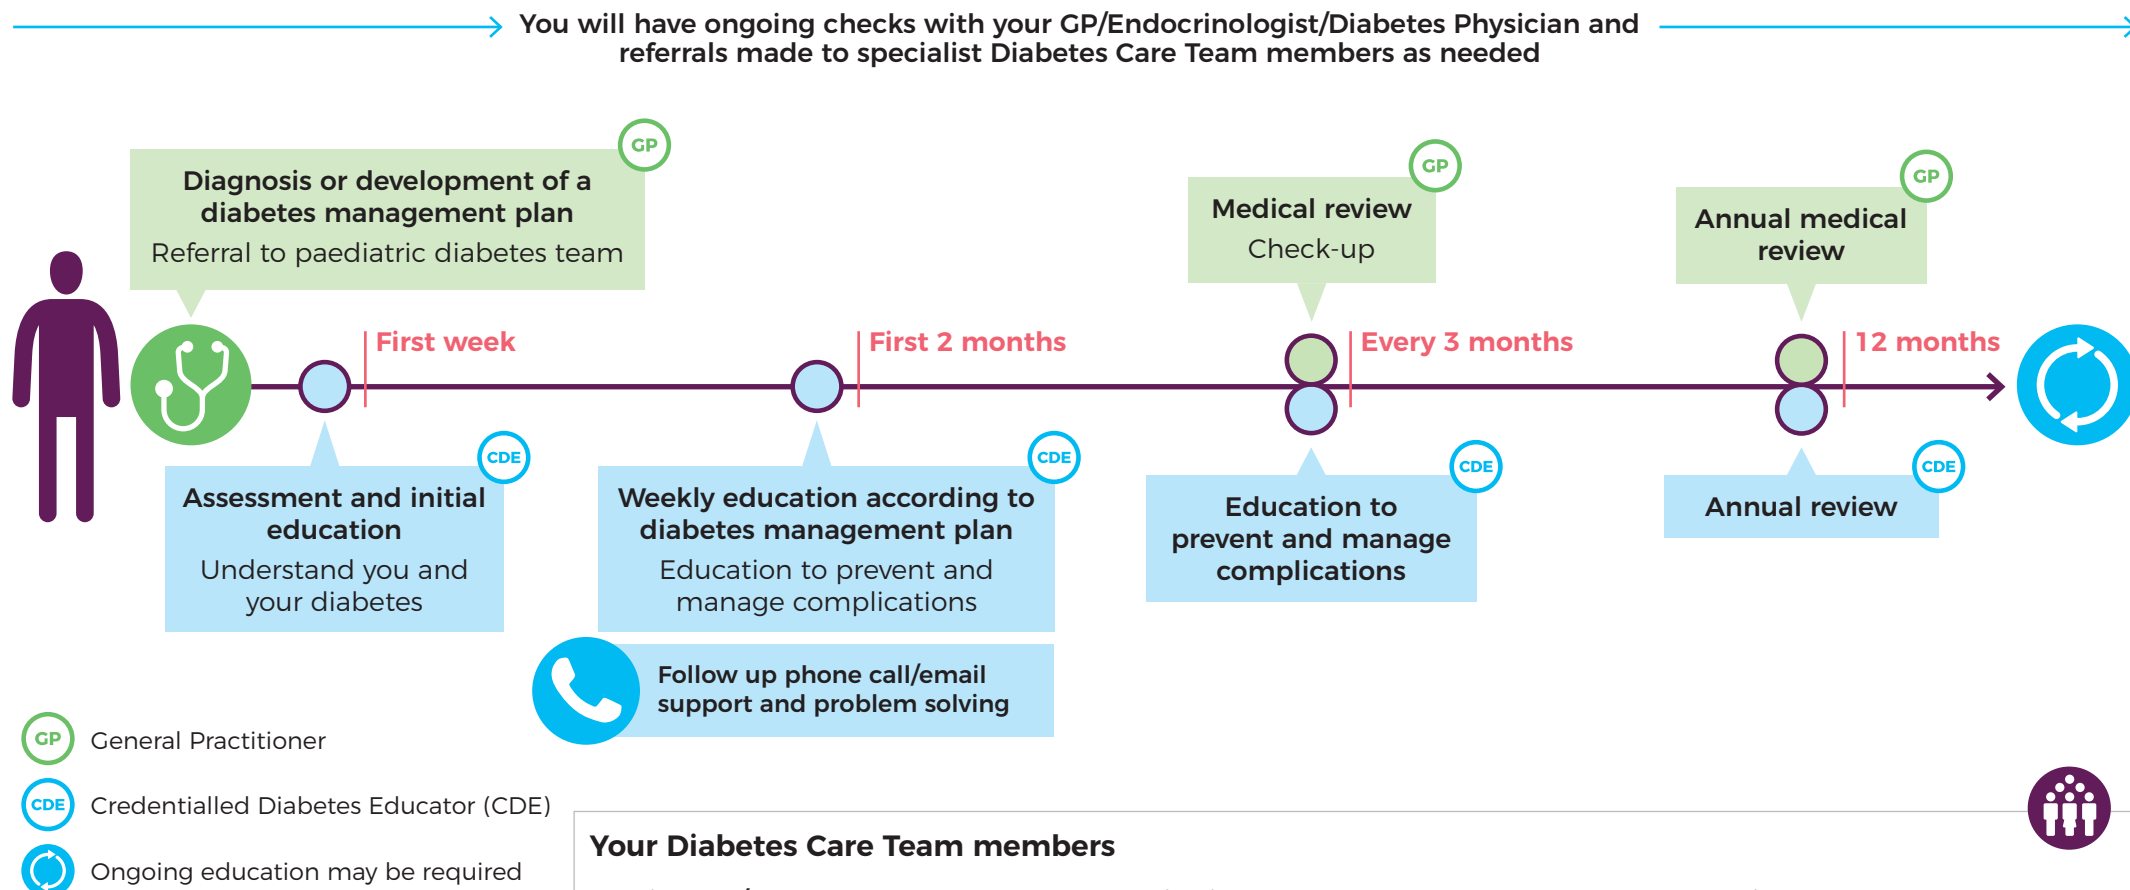 You will have ongoing checks with your GP/Endocrinologist/Diabetes Physician and
referrals made to specialist Diabetes Care Team members as needed
GP
Diagnosis or development of a
diabetes management plan
Referral to paediatric diabetes team
GP
Medical review
Check-up
GP
Annual medical
review
First week
First 2 months
Every 3 months
12 months
CDE
Assessment and initial
education
Understand you and
your diabetes
CDE
Weekly education according to
diabetes management plan
Education to prevent and
manage complications
Follow up phone call/email
support and problem solving
CDE
Education to
prevent and manage
complications
CDE
Annual review
GP General Practitioner
CDE Credentialled Diabetes Educator (CDE)
Ongoing education may be required
Your Diabetes Care Team members